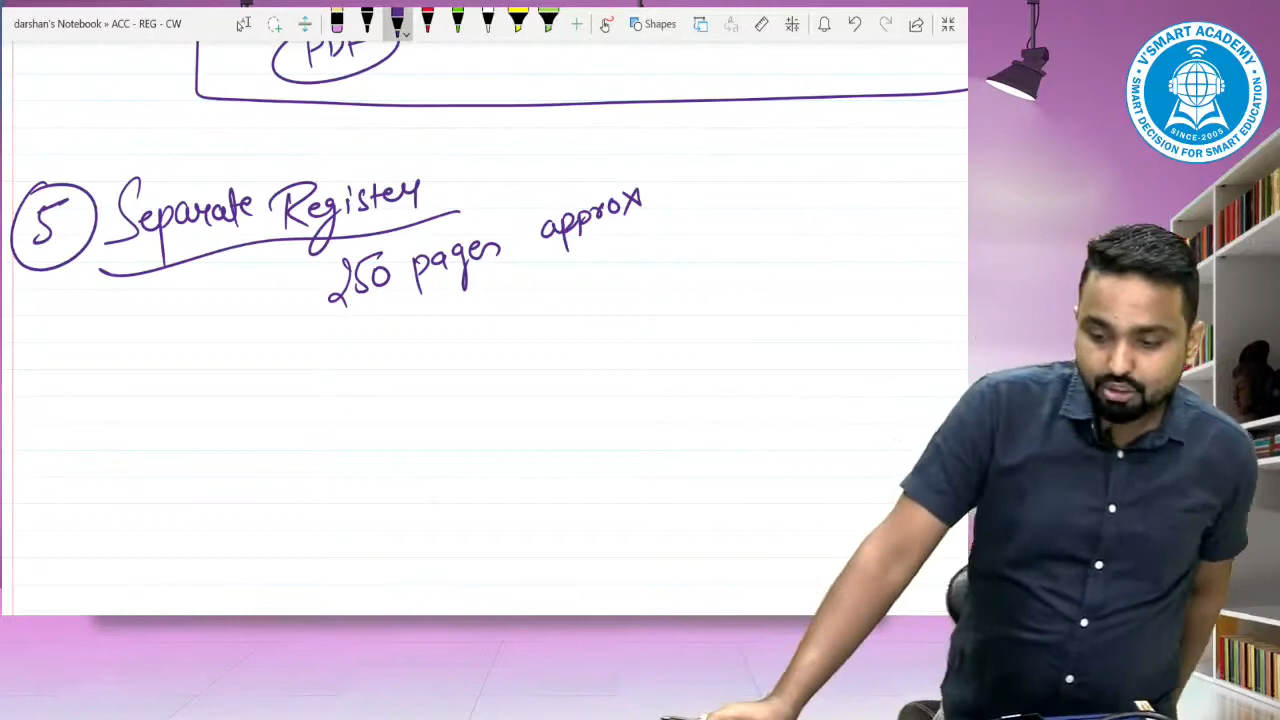 darshan's Notebook » ACC - REG - CW
Shapes
PDF
5 Separate Register
250 pages approx
V'SMART ACADEMY
SINCE-2005
SMART DECISION FOR SMART EDUCATION